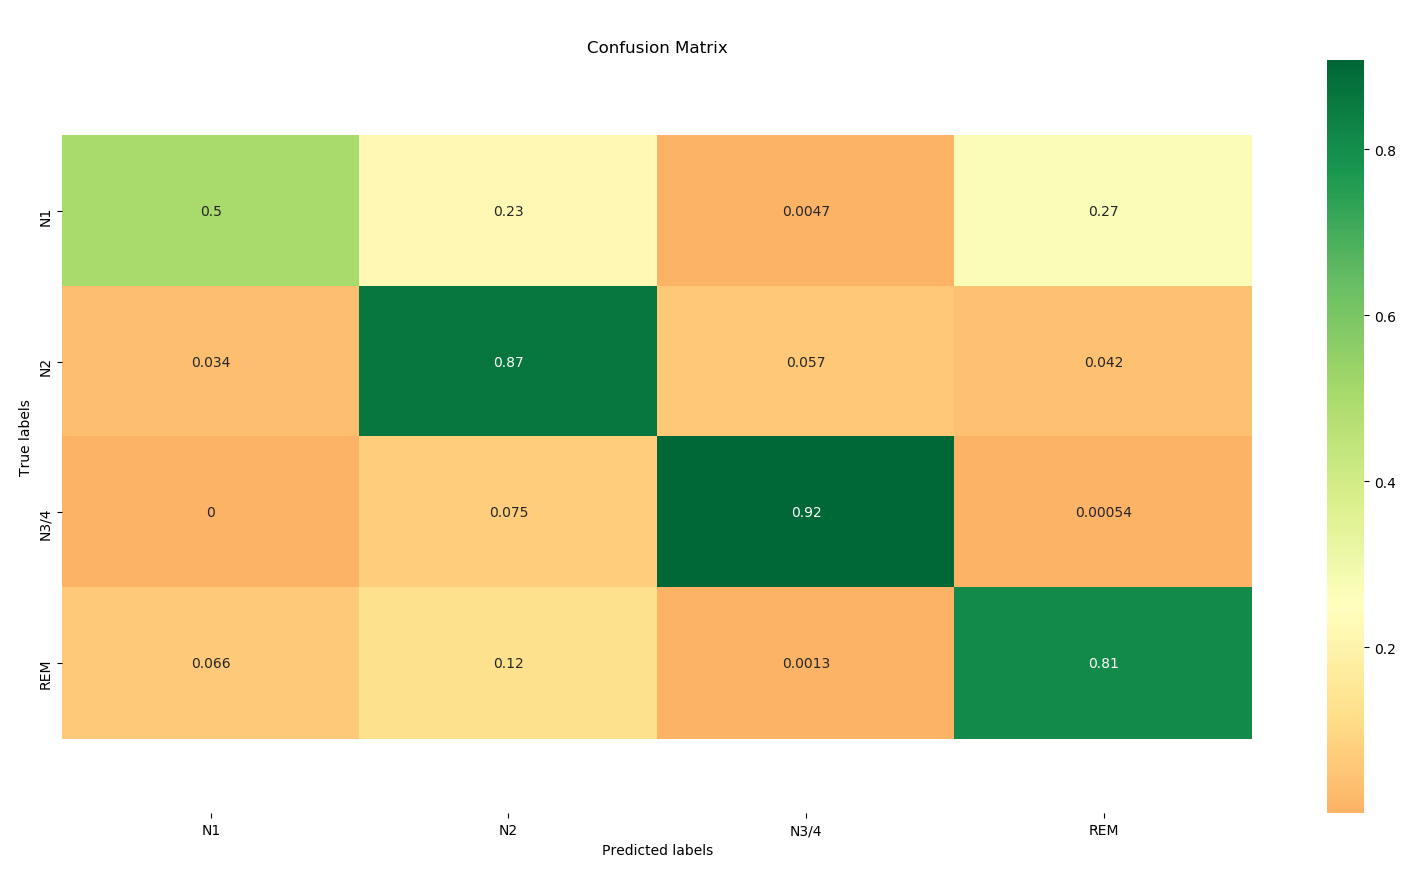 Confusion Matrix
N1 0.5 0.23 0.0047 0.27
N2 0.034 0.87 0.057 0.042
N3/4 0 0.075 0.92 0.00054
REM 0.066 0.12 0.0013 0.81
True labels
N1 N2 N3/4 REM
Predicted labels
0.8
0.6
0.4
0.2